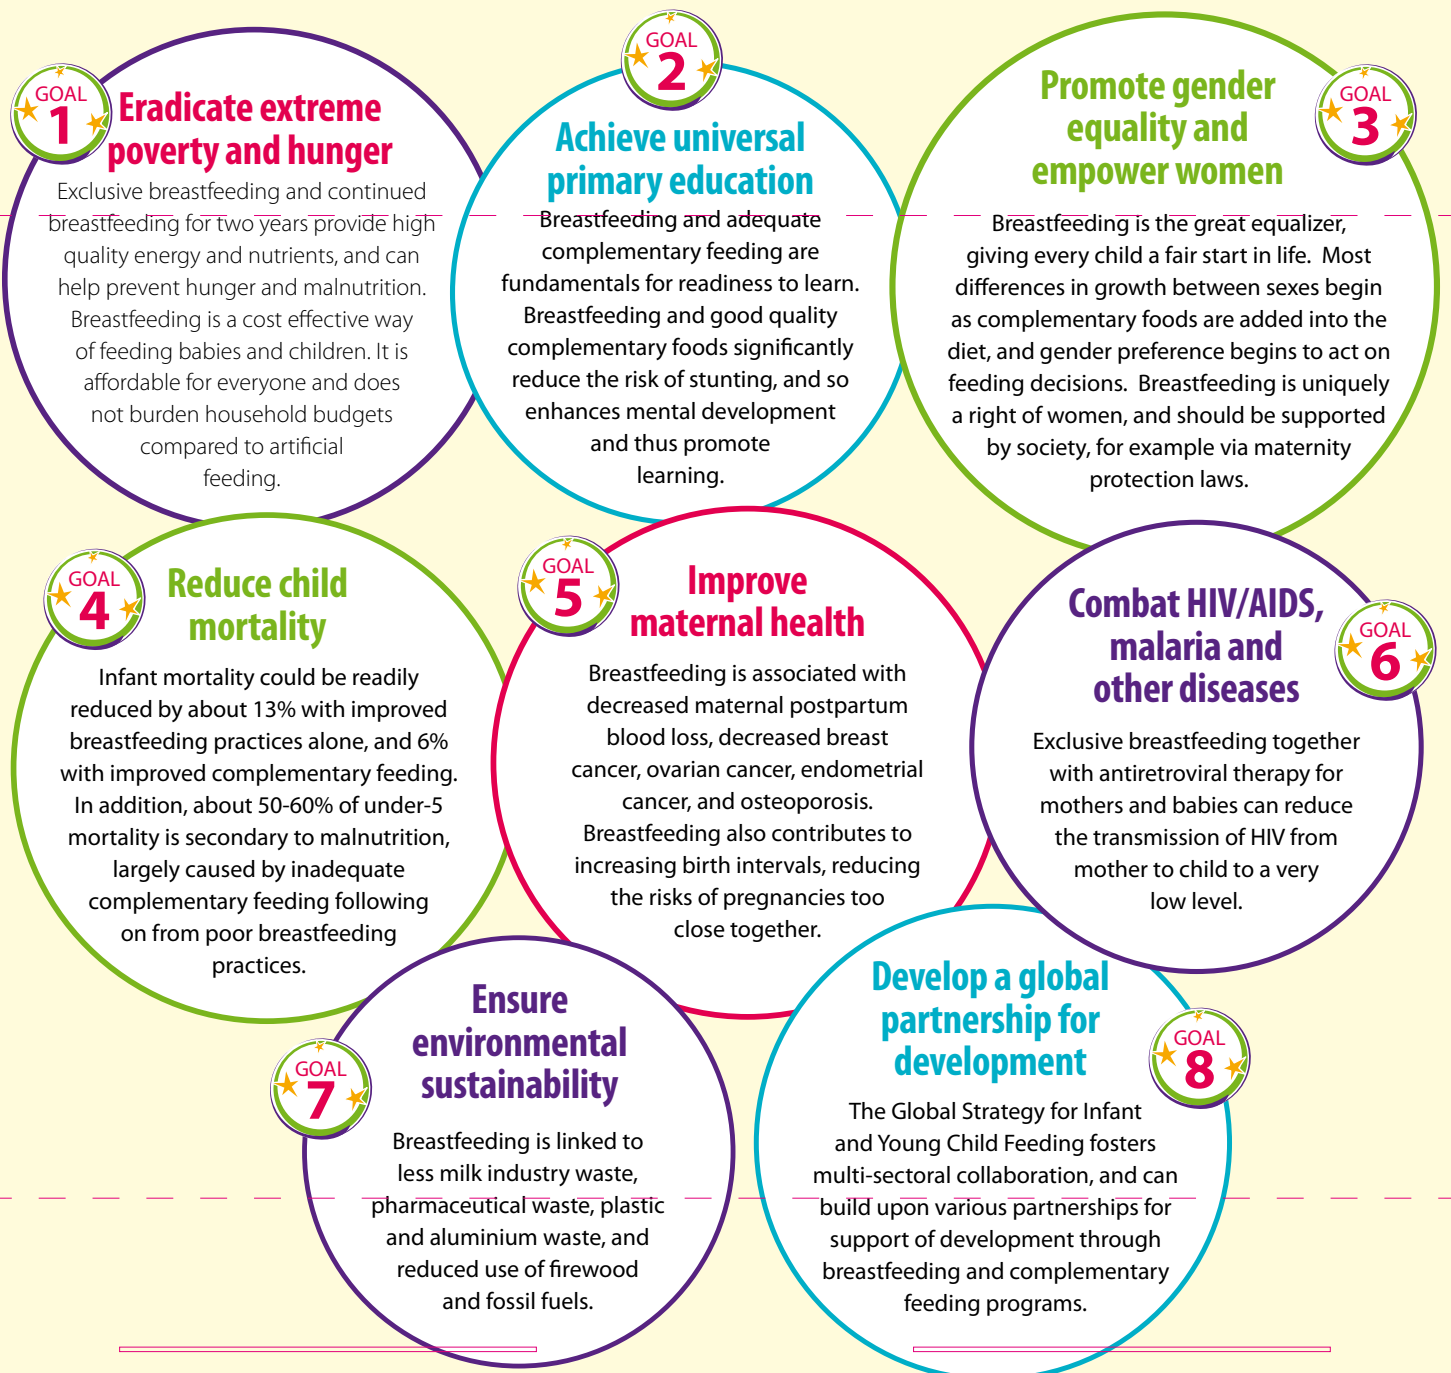 GOAL
1
Eradicate extreme
poverty and hunger
Exclusive breastfeeding and continued
breastfeeding for two years provide high
quality energy and nutrients, and can
help prevent hunger and malnutrition.
Breastfeeding is a cost effective way
of feeding babies and children. It is
affordable for everyone and does
not burden household budgets
compared to artificial
feeding.
GOAL
2
Achieve universal
primary education
Breastfeeding and adequate
complementary feeding are
fundamentals for readiness to learn.
Breastfeeding and good quality
complementary foods significantly
reduce the risk of stunting, and so
enhances mental development
and thus promote
learning.
GOAL
3
Promote gender
equality and
empower women
Breastfeeding is the great equalizer,
giving every child a fair start in life.  Most
differences in growth between sexes begin
as complementary foods are added into the
diet, and gender preference begins to act on
feeding decisions.  Breastfeeding is uniquely
a right of women, and should be supported
by society, for example via maternity
protection laws.
GOAL
4
Reduce child
mortality
Infant mortality could be readily
reduced by about 13% with improved
breastfeeding practices alone, and 6%
with improved complementary feeding.
In addition, about 50-60% of under-5
mortality is secondary to malnutrition,
largely caused by inadequate
complementary feeding following
on from poor breastfeeding
practices.
GOAL
5
Improve
maternal health
Breastfeeding is associated with
decreased maternal postpartum
blood loss, decreased breast
cancer, ovarian cancer, endometrial
cancer, and osteoporosis.
Breastfeeding also contributes to
increasing birth intervals, reducing
the risks of pregnancies too
close together.
GOAL
6
Combat HIV/AIDS,
malaria and
other diseases
Exclusive breastfeeding together
with antiretroviral therapy for
mothers and babies can reduce
the transmission of HIV from
mother to child to a very
low level.
GOAL
7
Ensure
environmental
sustainability
Breastfeeding is linked to
less milk industry waste,
pharmaceutical waste, plastic
and aluminium waste, and
reduced use of firewood
and fossil fuels.
GOAL
8
Develop a global
partnership for
development
The Global Strategy for Infant
and Young Child Feeding fosters
multi-sectoral collaboration, and can
build upon various partnerships for
support of development through
breastfeeding and complementary
feeding programs.